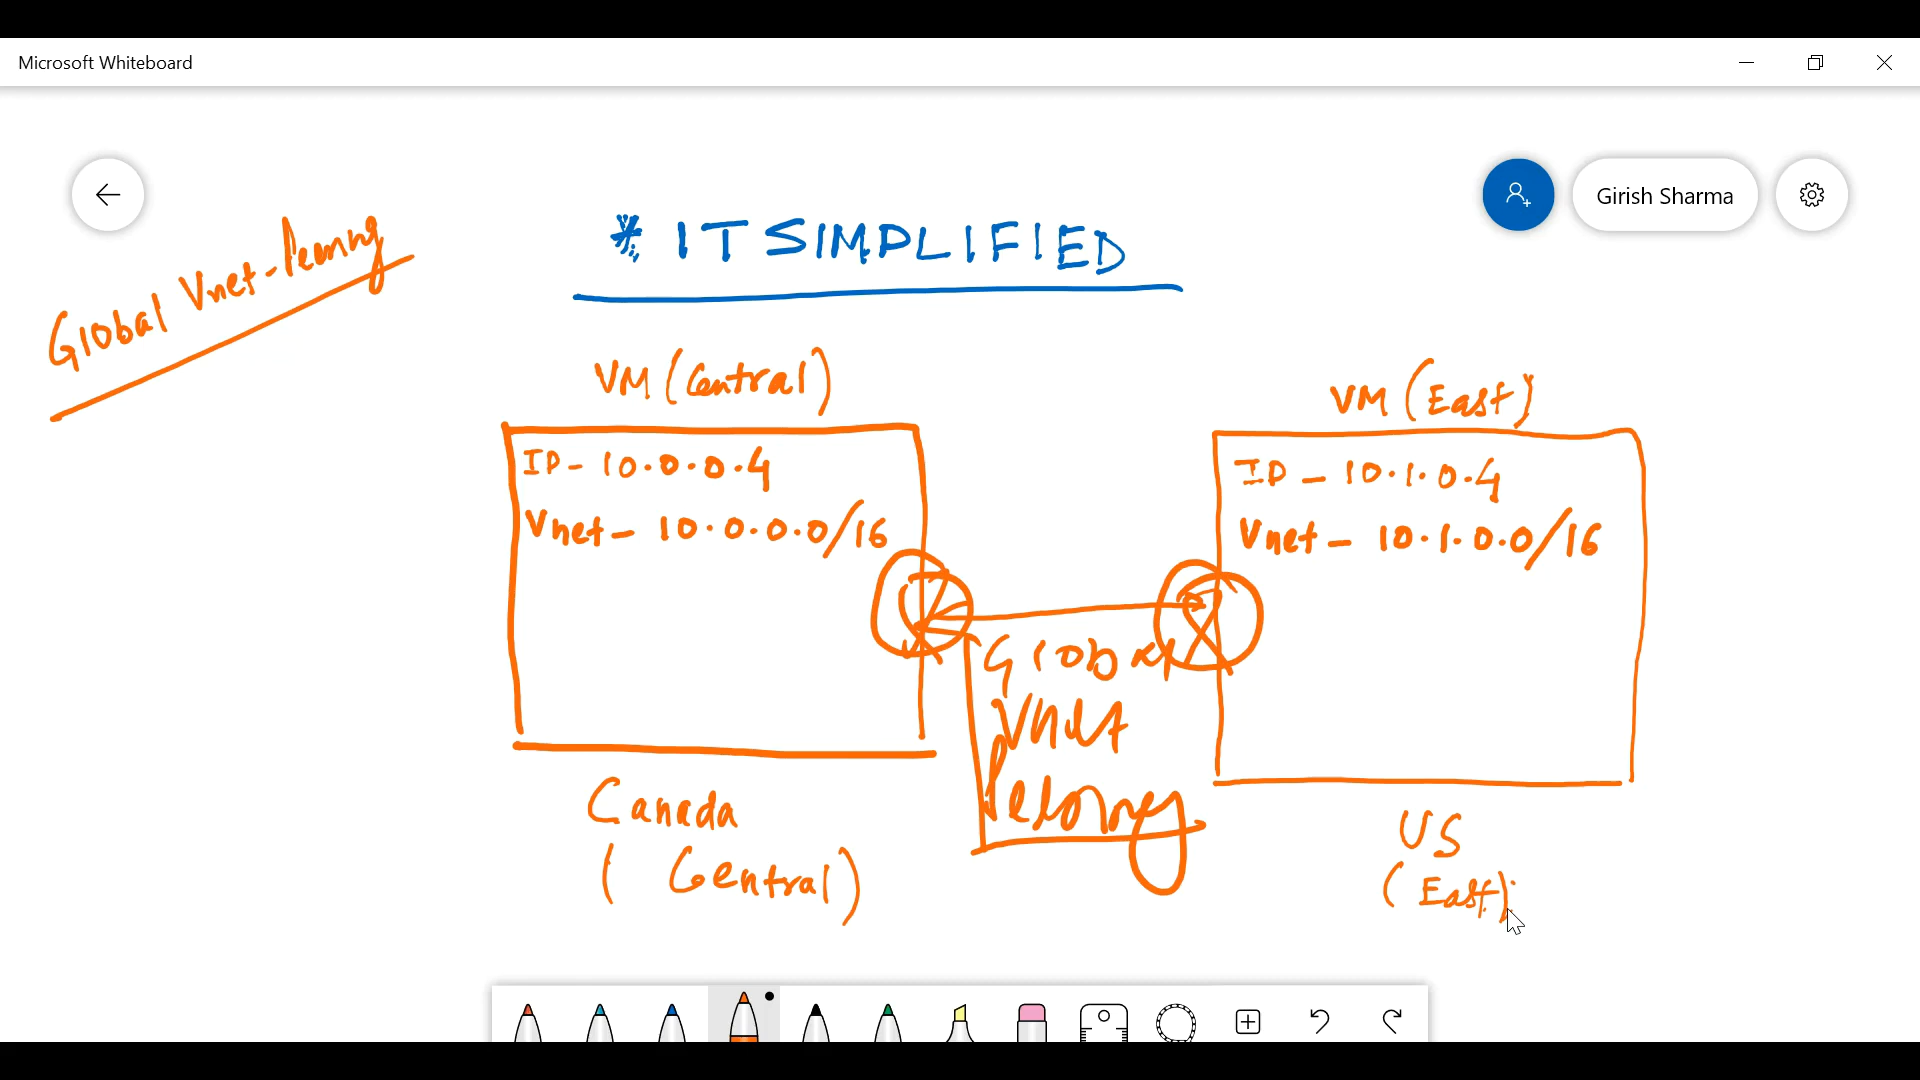 Microsoft Whiteboard
Girish Sharma
* IT SIMPLIFIED
Global Vnet-Peering
VM (Central)
IP - 10.0.0.4
Vnet - 10.0.0.0/16
Canada
(Central)
Global
Vnet
Peering
VM (East)
IP - 10.1.0.4
Vnet - 10.1.0.0/16
US
(East)